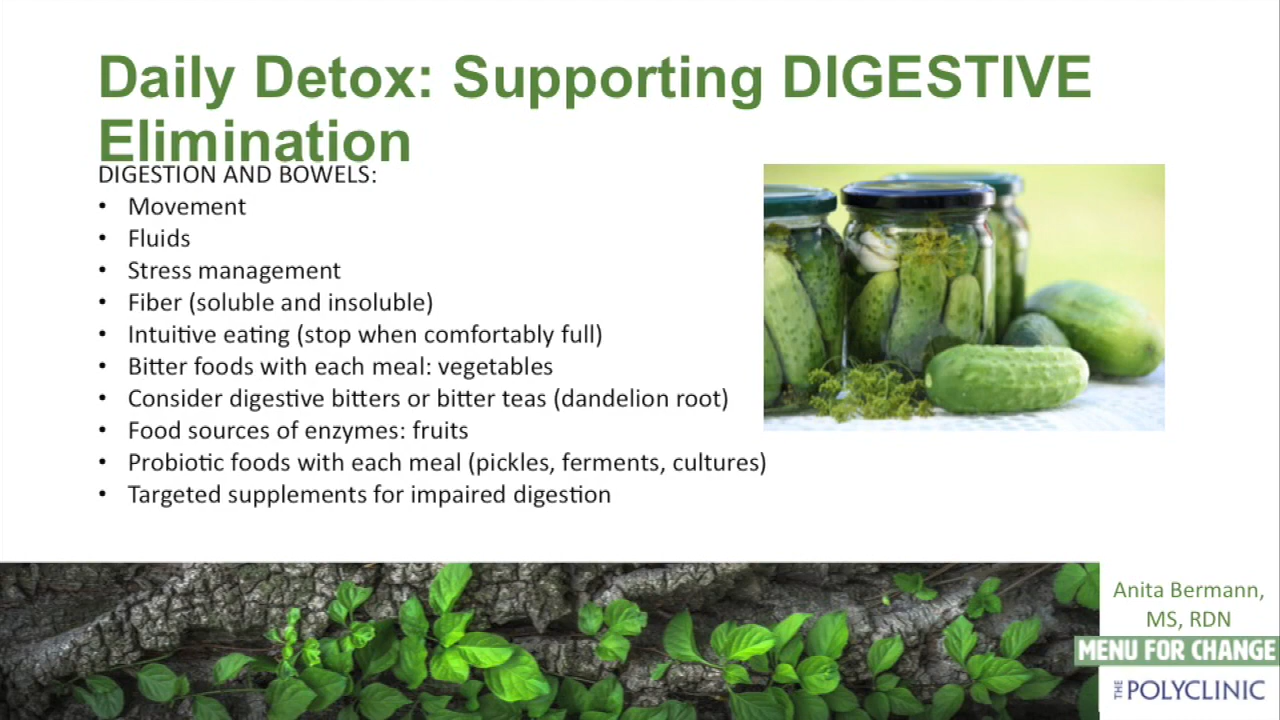 Daily Detox: Supporting DIGESTIVE
Elimination
DIGESTION AND BOWELS:
• Movement
• Fluids
• Stress management
• Fiber (soluble and insoluble)
• Intuitive eating (stop when comfortably full)
• Bitter foods with each meal: vegetables
• Consider digestive bitters or bitter teas (dandelion root)
• Food sources of enzymes: fruits
• Probiotic foods with each meal (pickles, ferments, cultures)
• Targeted supplements for impaired digestion
Anita Bermann,
MS, RDN
MENU FOR CHANGE
THE POLYCLINIC